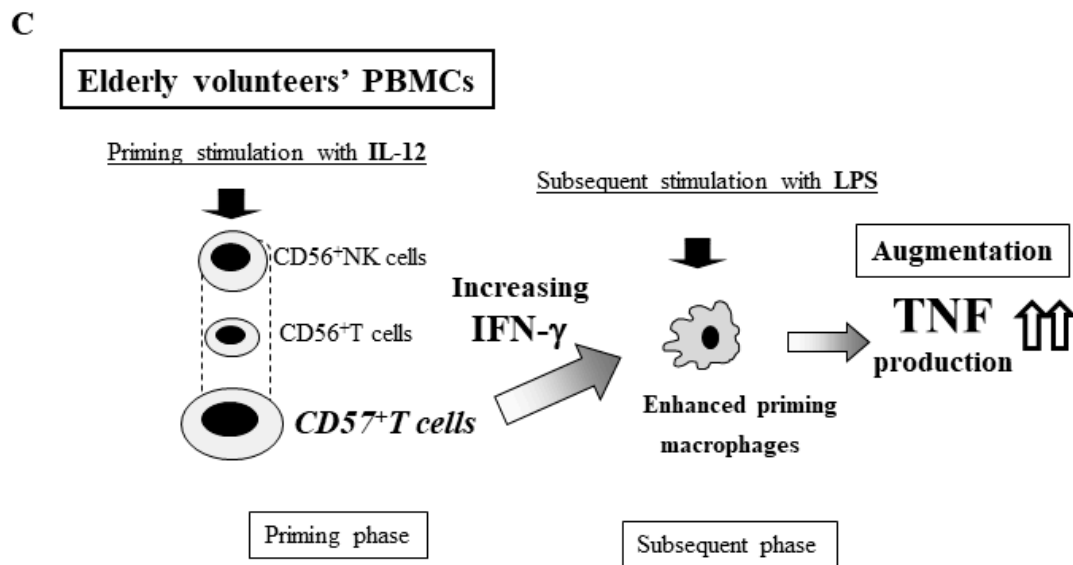 C
Elderly volunteers' PBMCs
Priming stimulation with IL-12
Subsequent stimulation with LPS
CD56+NK cells
CD56+T cells
CD57+T cells
Increasing
IFN-γ
Enhanced priming
macrophages
Augmentation
TNF
production
Priming phase
Subsequent phase